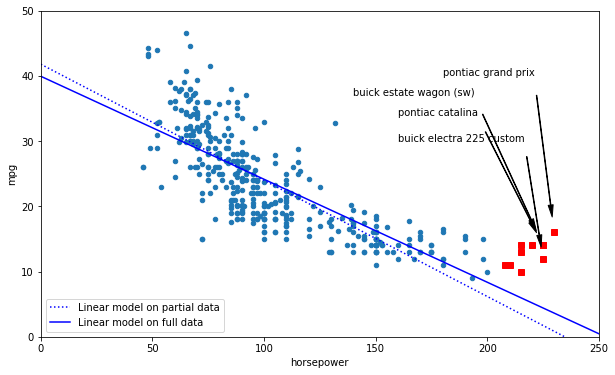 50
40
30
20
10
0
mpg
pontiac grand prix
buick estate wagon (sw)
pontiac catalina
buick electra 225 custom
Linear model on partial data
Linear model on full data
0 50 100 150 200 250
horsepower